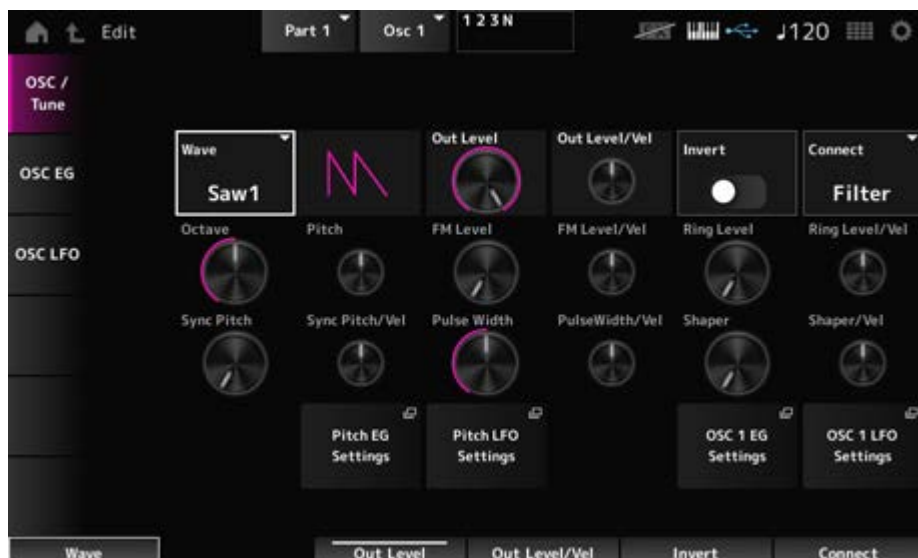 Edit
Part 1
Osc 1
1 2 3 N
♩120
OSC /
Tune
OSC EG
OSC LFO
Wave
Saw1
Out Level
Out Level/Vel
Invert
Connect
Filter
Octave
Pitch
FM Level
FM Level/Vel
Ring Level
Ring Level/Vel
Sync Pitch
Sync Pitch/Vel
Pulse Width
PulseWidth/Vel
Shaper
Shaper/Vel
Pitch EG
Settings
Pitch LFO
Settings
OSC 1 EG
Settings
OSC 1 LFO
Settings
Wave
Out Level
Out Level/Vel
Invert
Connect